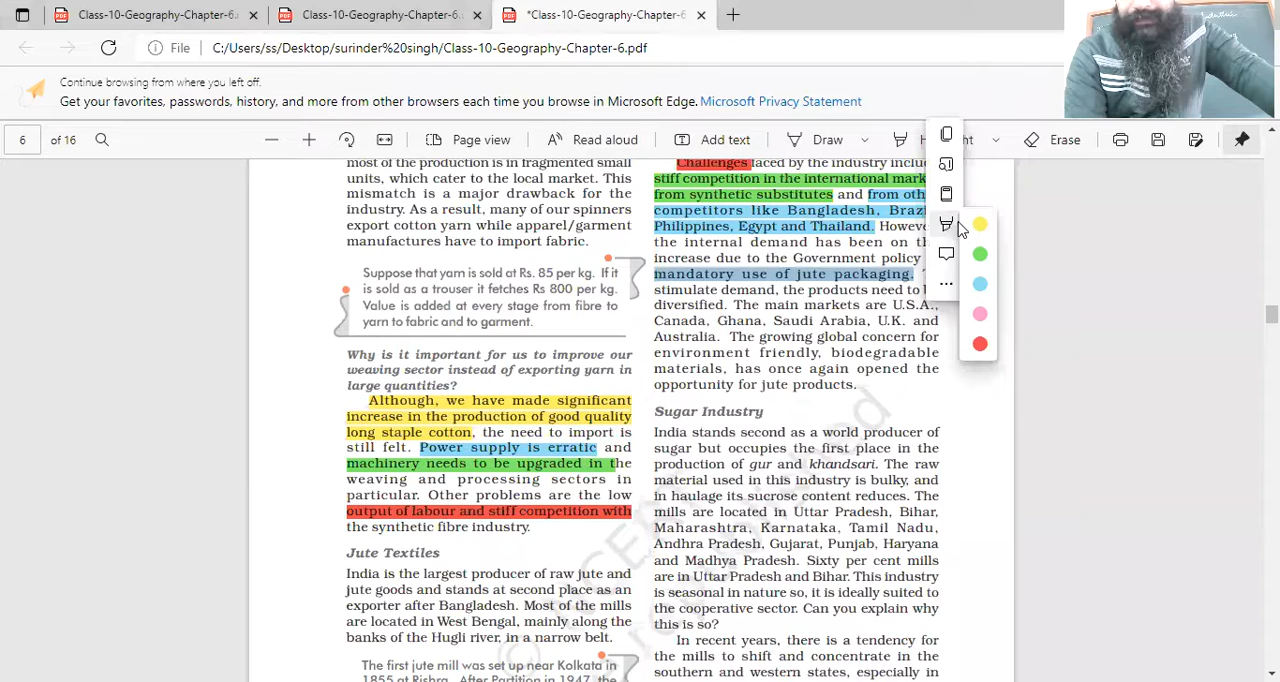 Class-10-Geography-Chapter-6.
Class-10-Geography-Chapter-6.
*Class-10-Geography-Chapter-6
File C:/Users/ss/Desktop/surinder%20singh/Class-10-Geography-Chapter-6.pdf
Continue browsing from where you left off.
Get your favorites, passwords, history, and more from other browsers each time you browse in Microsoft Edge. Microsoft Privacy Statement
6 of 16 Page view Read aloud Add text Draw Erase
most of the production is in fragmented small
units, which cater to the local market. This
mismatch is a major drawback for the
industry. As a result, many of our spinners
export cotton yarn while apparel/garment
manufactures have to import fabric.
Suppose that yarn is sold at Rs. 85 per kg. If it
is sold as a trouser it fetches Rs 800 per kg.
Value is added at every stage from fibre to
yarn to fabric and to garment.
Why is it important for us to improve our
weaving sector instead of exporting yarn in
large quantities?
Although, we have made significant
increase in the production of good quality
long staple cotton, the need to import is
still felt. Power supply is erratic and
machinery needs to be upgraded in the
weaving and processing sectors in
particular. Other problems are the low
output of labour and stiff competition with
the synthetic fibre industry.
Jute Textiles
India is the largest producer of raw jute and
jute goods and stands at second place as an
exporter after Bangladesh. Most of the mills
are located in West Bengal, mainly along the
banks of the Hugli river, in a narrow belt.
The first jute mill was set up near Kolkata in
1855 at Rishra. After Partition in 1947, the
Challenges faced by the industry
stiff competition in the international
from synthetic substitutes and from
competitors like Bangladesh,
Philippines, Egypt and Thailand.
the internal demand has been on
increase due to the Government policy
mandatory use of jute packaging.
stimulate demand, the products need to
diversified. The main markets are U.S.A.,
Canada, Ghana, Saudi Arabia, U.K. and
Australia. The growing global concern for
environment friendly, biodegradable
materials, has once again opened the
opportunity for jute products.
Sugar Industry
India stands second as a world producer of
sugar but occupies the first place in the
production of gur and khandsari. The raw
material used in this industry is bulky, and
in haulage its sucrose content reduces. The
mills are located in Uttar Pradesh, Bihar,
Maharashtra, Karnataka, Tamil Nadu,
Andhra Pradesh, Gujarat, Punjab, Haryana
and Madhya Pradesh. Sixty per cent mills
are in Uttar Pradesh and Bihar. This industry
is seasonal in nature so, it is ideally suited to
the cooperative sector. Can you explain why
this is so?
In recent years, there is a tendency for
the mills to shift and concentrate in the
southern and western states, especially in